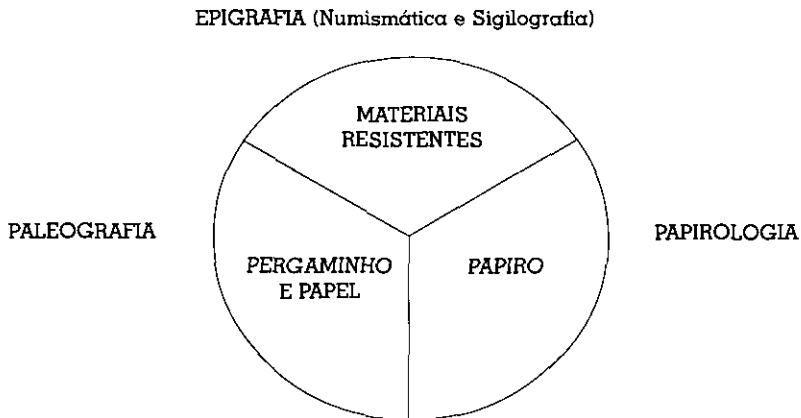 EPIGRAFIA (Numismática e Sigilografia)
MATERIAIS
RESISTENTES
PALEOGRAFIA
PERGAMINHO
E PAPEL
PAPIRO
PAPIROLOGIA